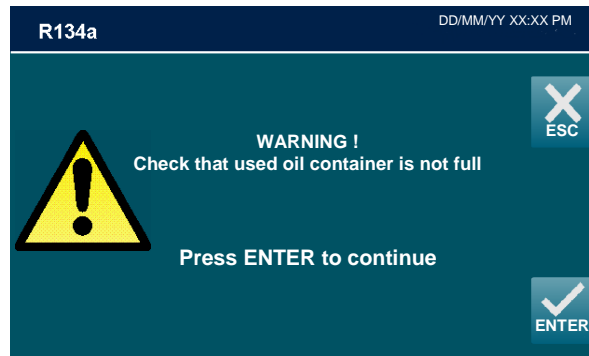 R134a
DD/MM/YY XX:XX PM
ESC
WARNING !
Check that used oil container is not full
Press ENTER to continue
ENTER